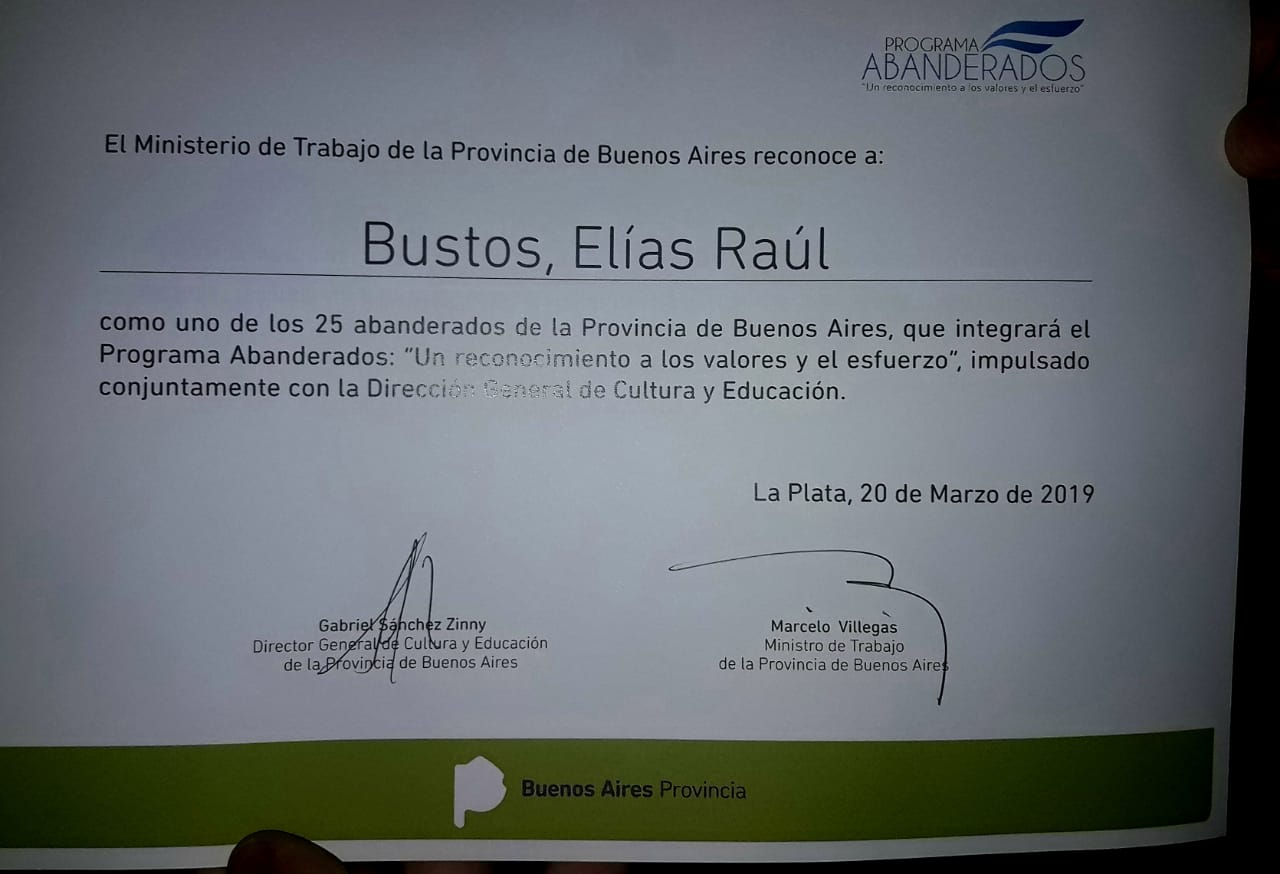 PROGRAMA
ABANDERADOS
"Un reconocimiento a los valores y el esfuerzo"
El Ministerio de Trabajo de la Provincia de Buenos Aires reconoce a:
Bustos, Elías Raúl
como uno de los 25 abanderados de la Provincia de Buenos Aires, que integrará el
Programa Abanderados: "Un reconocimiento a los valores y el esfuerzo", impulsado
conjuntamente con la Dirección General de Cultura y Educación.
La Plata, 20 de Marzo de 2019
Gabriel Sánchez Zinny
Director General de Cultura y Educación
de la Provincia de Buenos Aires
Marcelo Villegas
Ministro de Trabajo
de la Provincia de Buenos Aires
Buenos Aires Provincia